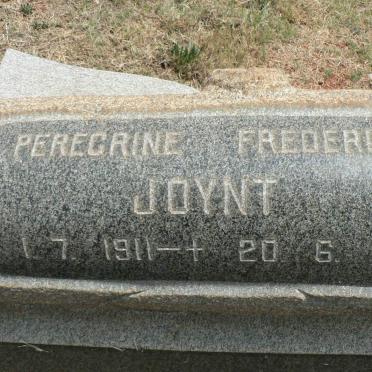 PEREGRINE FREDERI
JOYNT
1. 7. 1911 — † 20 6.